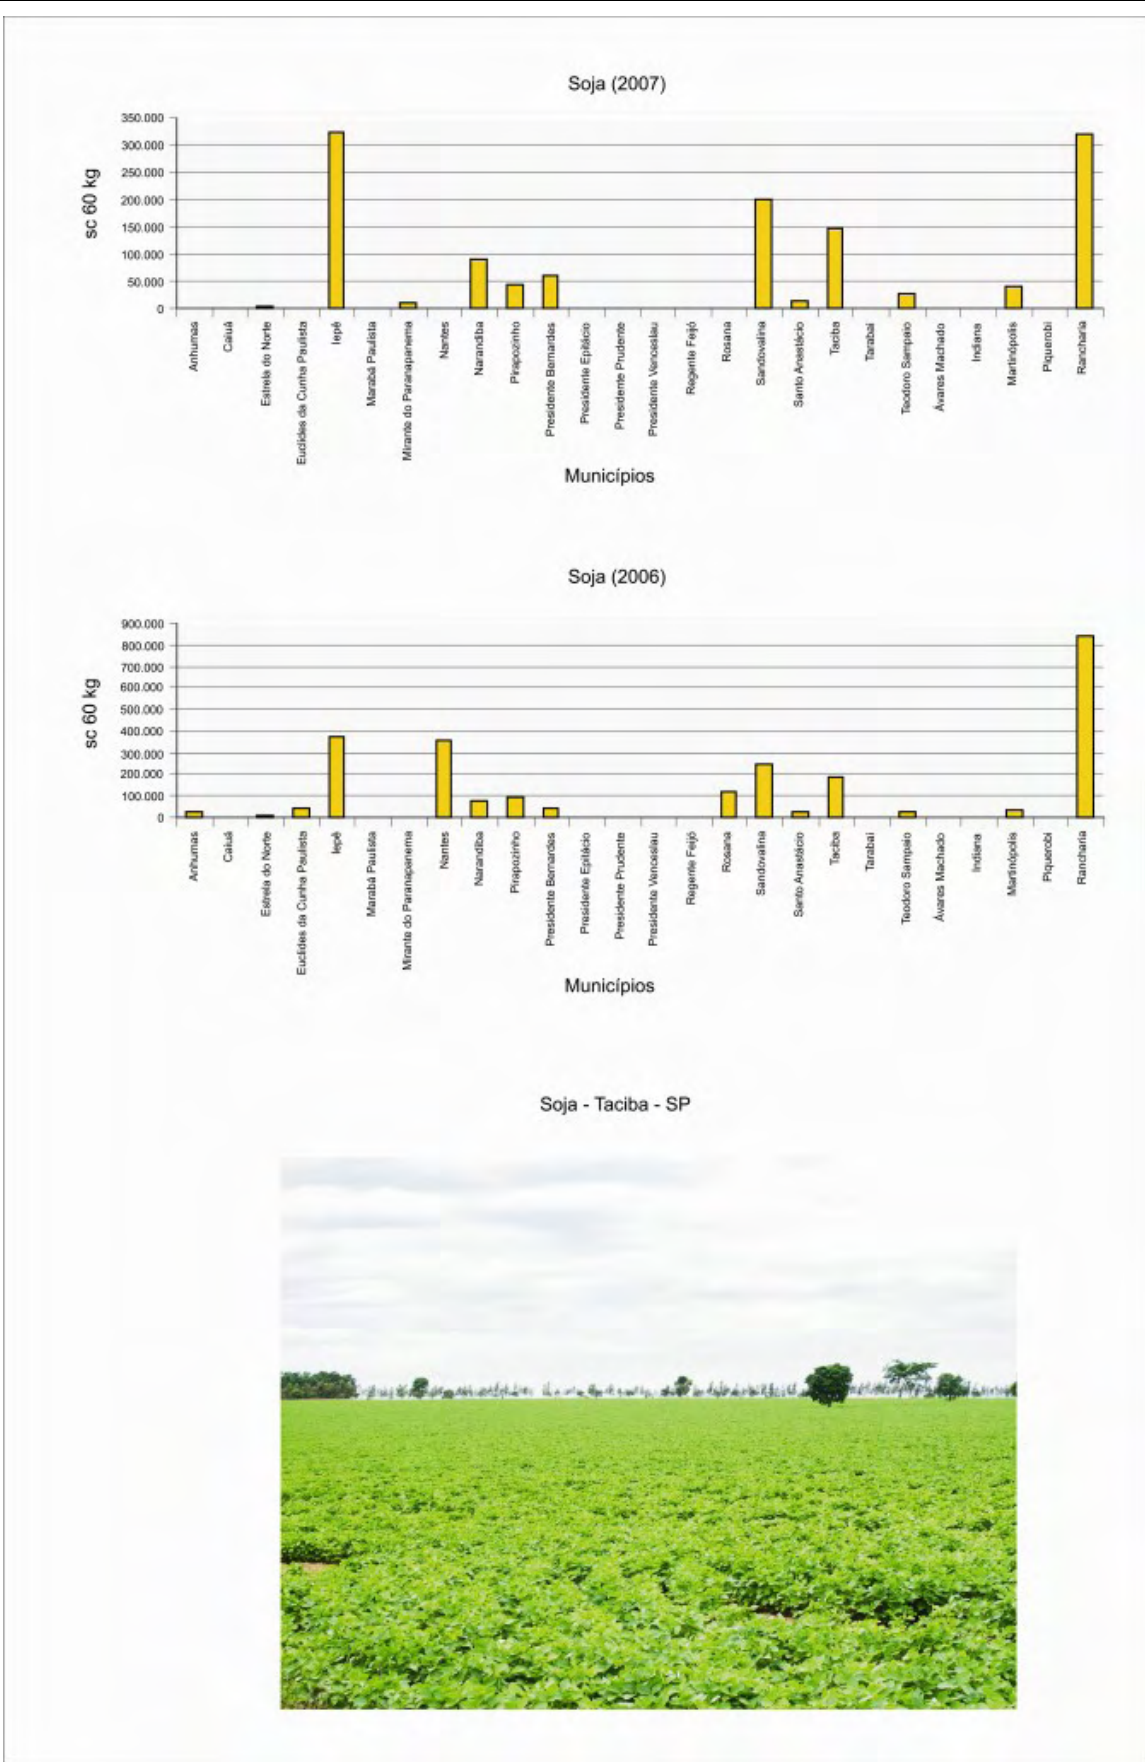 Soja (2007)
sc 60 kg
350.000
300.000
250.000
200.000
150.000
100.000
50.000
0
Anhumas
Caiuá
Estrela do Norte
Euclides da Cunha Paulista
Iepê
Marabá Paulista
Mirante do Paranapanema
Nantes
Narandiba
Pirapozinho
Presidente Bernardes
Presidente Epitácio
Presidente Prudente
Presidente Venceslau
Regente Feijó
Rosana
Sandovalina
Santo Anastácio
Taciba
Tarabaí
Teodoro Sampaio
Ávares Machado
Indiana
Martinópolis
Piquerobi
Rancharia
Municípios
Soja (2006)
sc 60 kg
900.000
800.000
700.000
600.000
500.000
400.000
300.000
200.000
100.000
0
Anhumas
Caiuá
Estrela do Norte
Euclides da Cunha Paulista
Iepê
Marabá Paulista
Mirante do Paranapanema
Nantes
Narandiba
Pirapozinho
Presidente Bernardes
Presidente Epitácio
Presidente Prudente
Presidente Venceslau
Regente Feijó
Rosana
Sandovalina
Santo Anastácio
Taciba
Tarabaí
Teodoro Sampaio
Ávares Machado
Indiana
Martinópolis
Piquerobi
Rancharia
Municípios
Soja - Taciba - SP